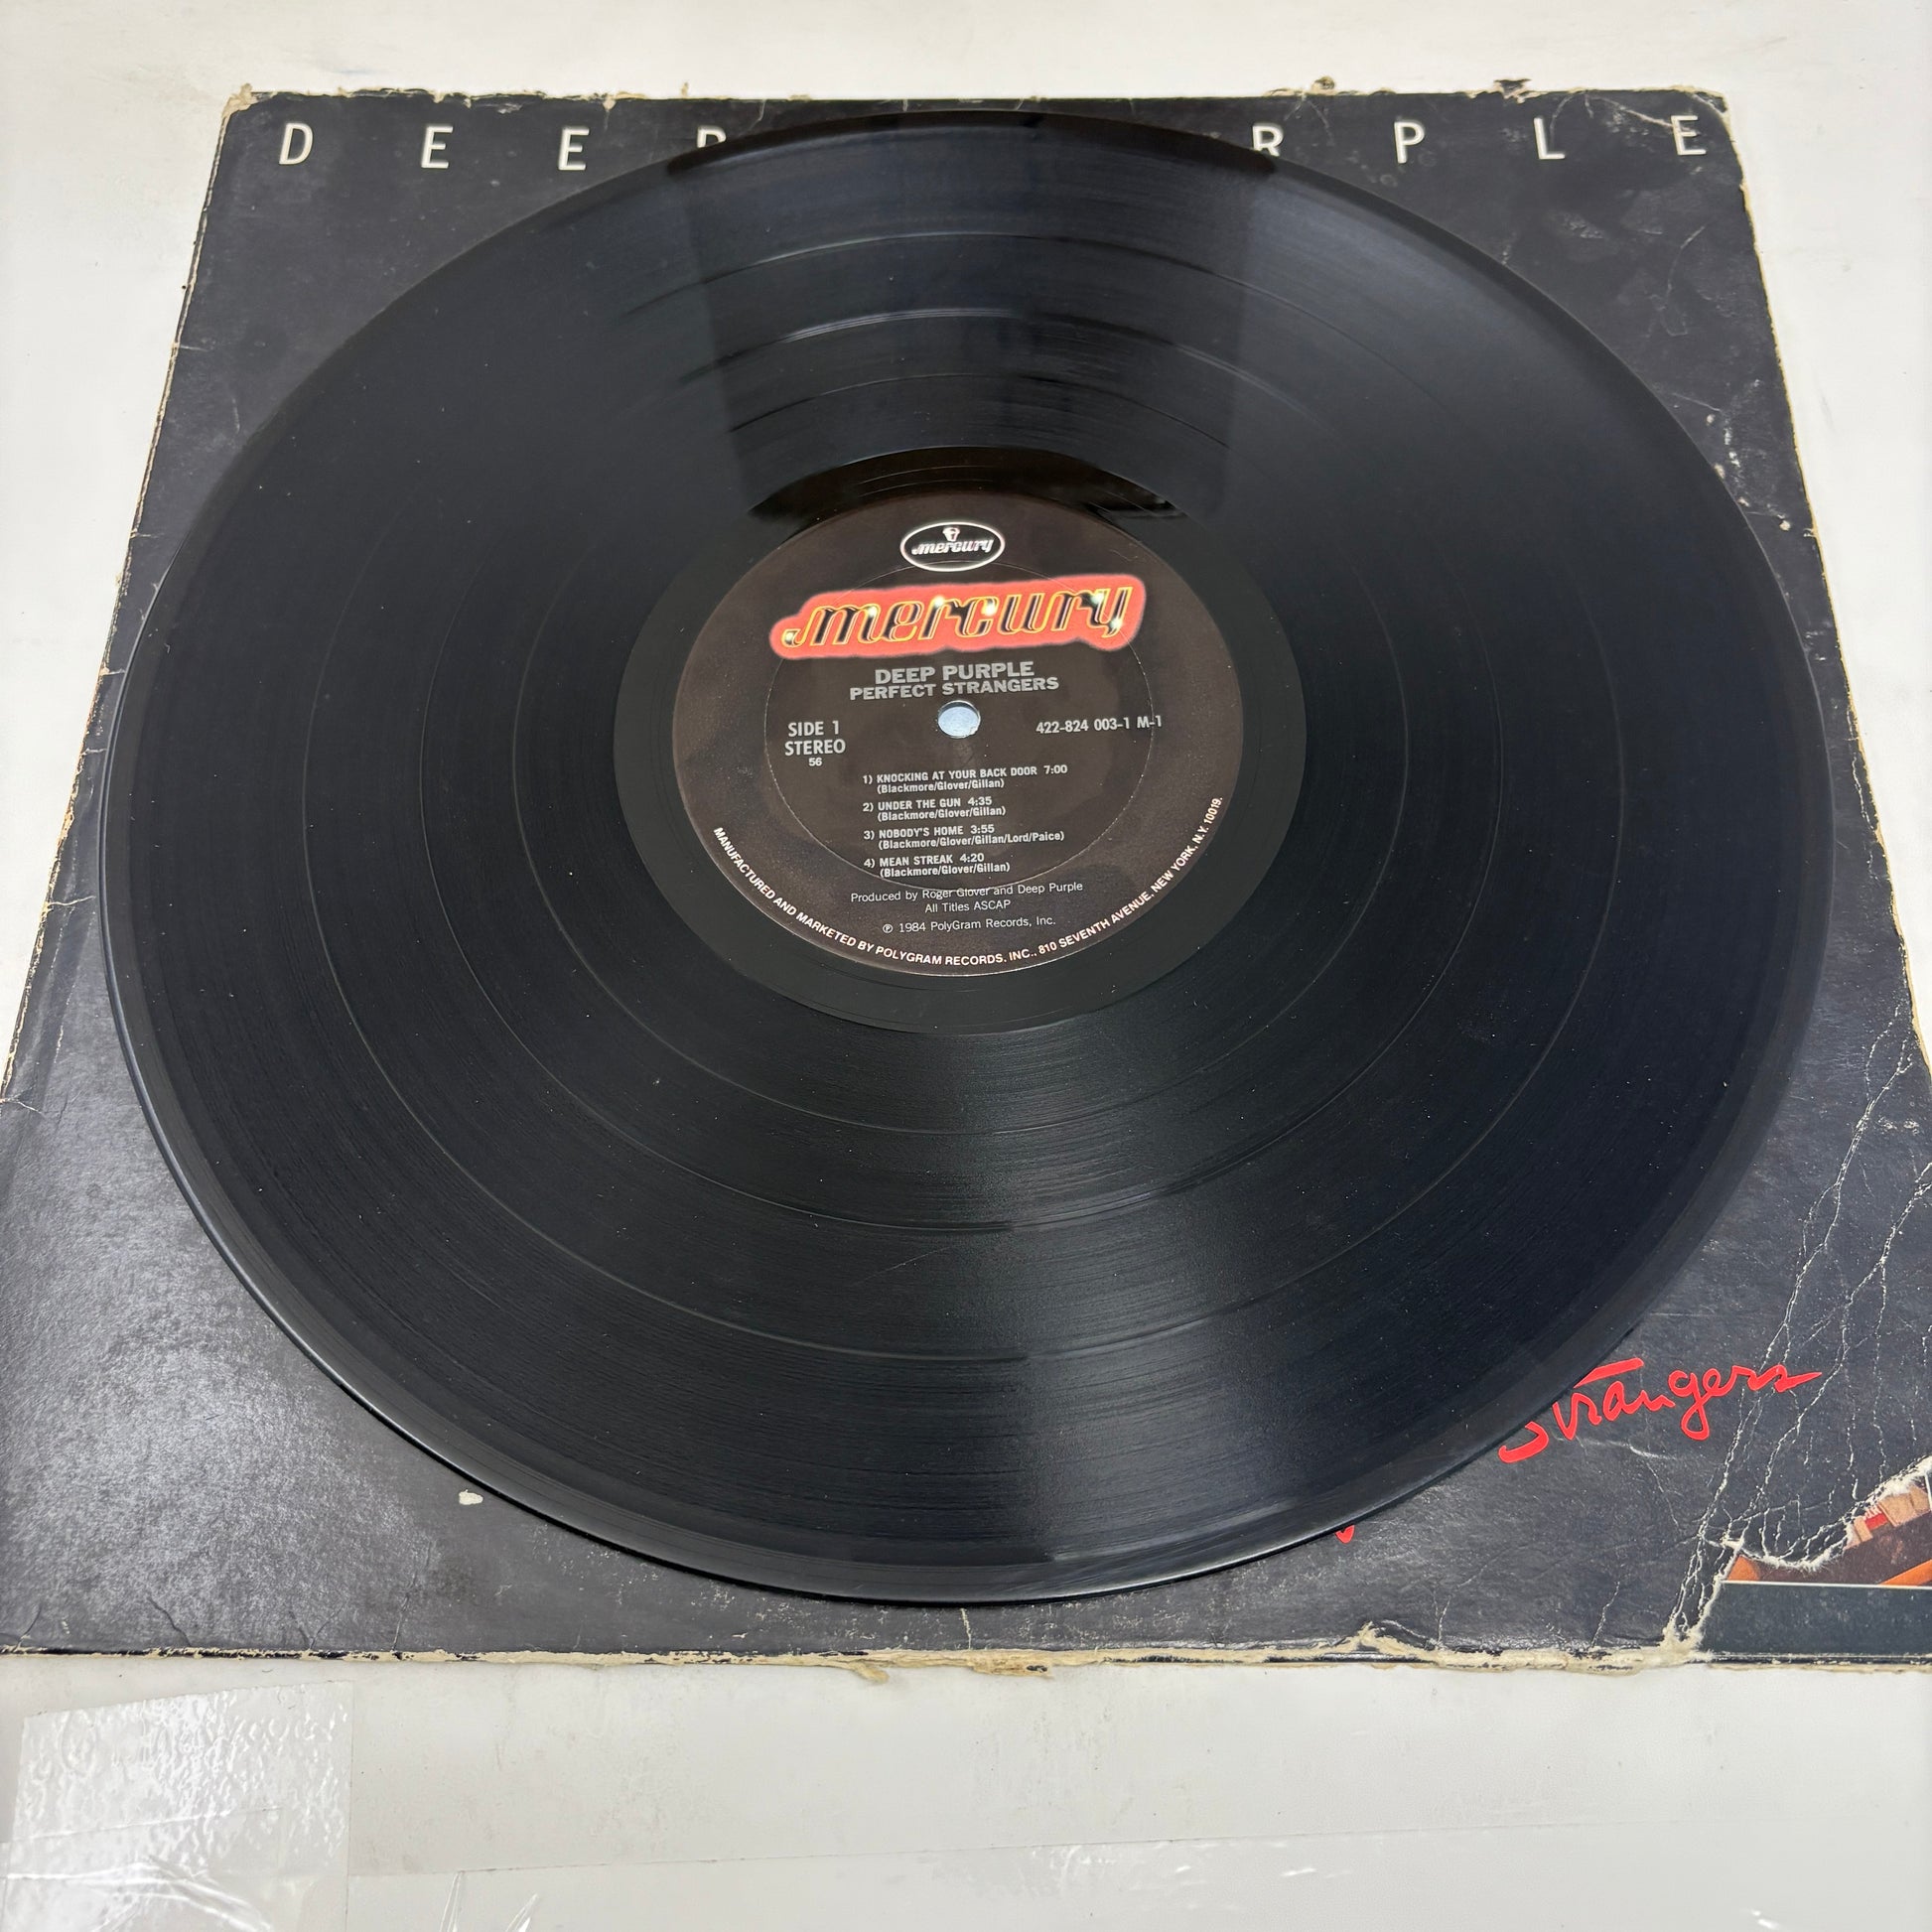 DEEP RPLE
mercury
mercury
DEEP PURPLE
PERFECT STRANGERS
SIDE 1
STEREO
56
422-824 003-1 M-1
1) KNOCKING AT YOUR BACK DOOR 7:00
(Blackmore/Glover/Gillan)
2) UNDER THE GUN 4:35
(Blackmore/Glover/Gillan)
3) NOBODY'S HOME 3:55
(Blackmore/Glover/Gillan/Lord/Paice)
4) MEAN STREAK 4:20
(Blackmore/Glover/Gillan)
Produced by Roger Glover and Deep Purple
All Titles ASCAP
℗ 1984 PolyGram Records, Inc.
MANUFACTURED AND MARKETED BY POLYGRAM RECORDS, INC., 810 SEVENTH AVENUE, NEW YORK, N.Y. 10019.
Strangers